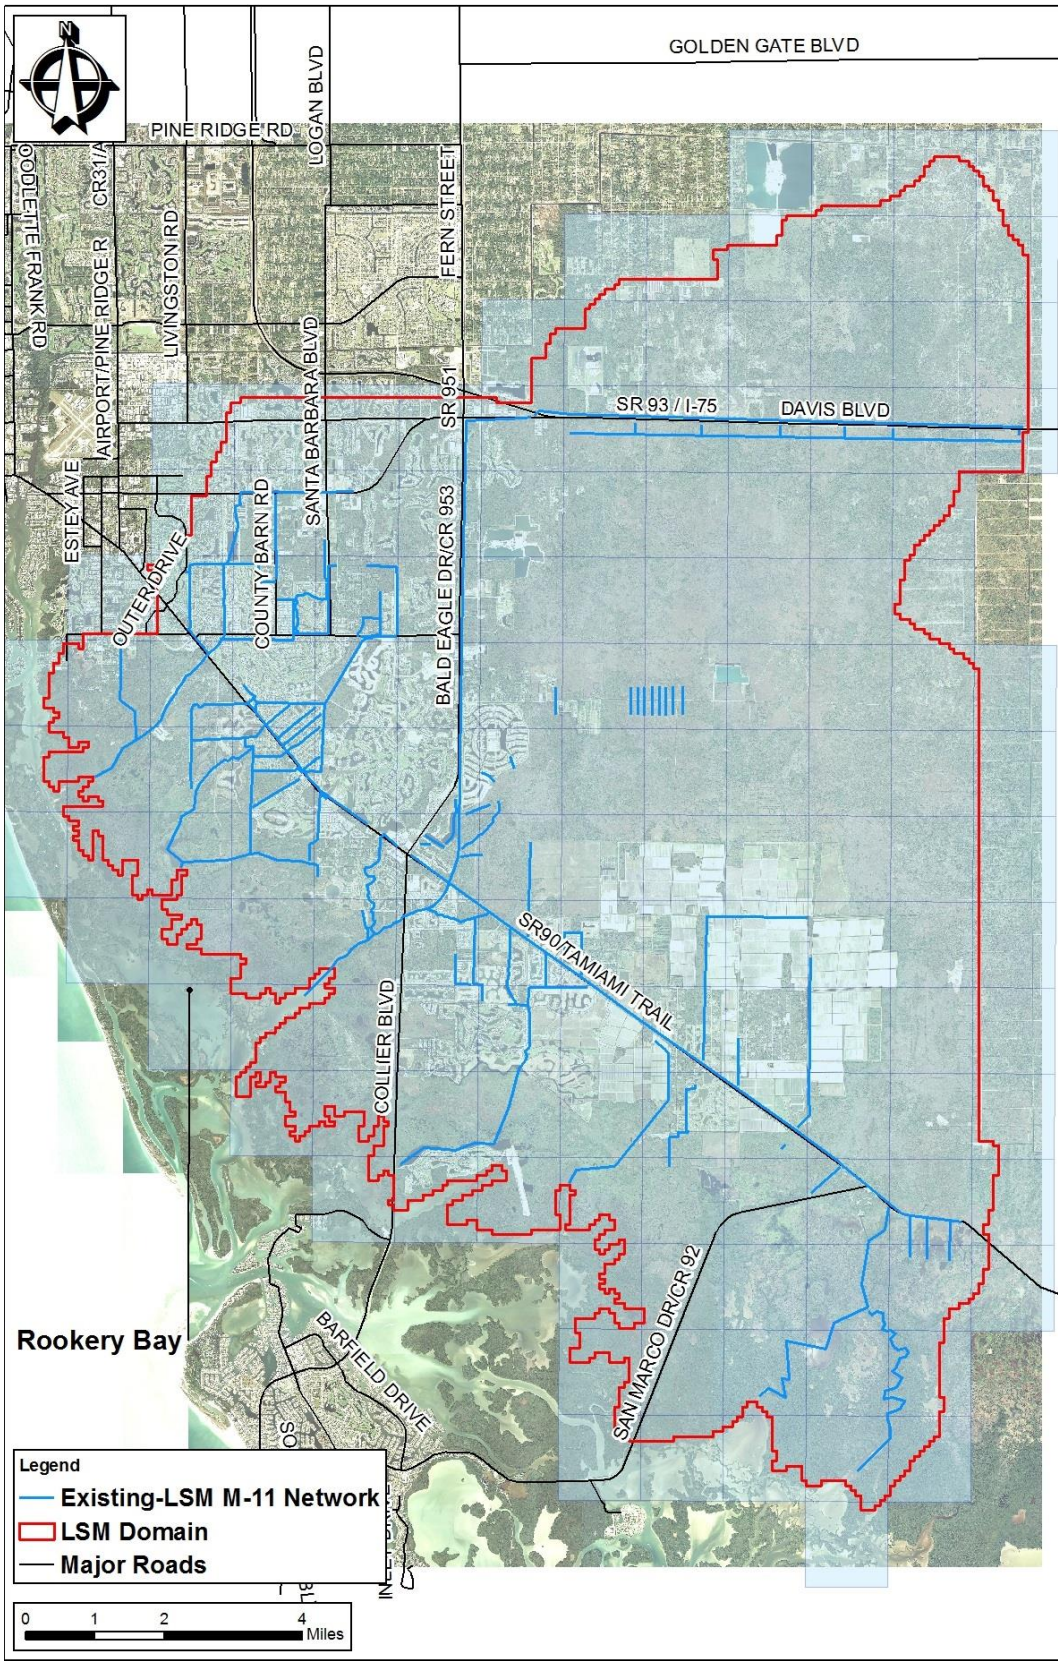 N
GOLDEN GATE BLVD
PINE RIDGE RD
LOGAN BLVD
CR31/A
FERN STREET
LIVINGSTON RD
AIRPORT/PINE RIDGE R
OODLETTE FRANK RD
SANTA BARBARA BLVD
SR 951
SR 93 / I-75
DAVIS BLVD
ESTEY AVE
COUNTY BARN RD
BALD EAGLE DR/CR 953
OUTER DRIVE
SR90/TAMIAMI TRAIL
COLLIER BLVD
SAN MARCO DR/CR 92
Rookery Bay
BARFIELD DRIVE
SO
Legend
Existing-LSM M-11 Network
LSM Domain
Major Roads
0 1 2 4
Miles